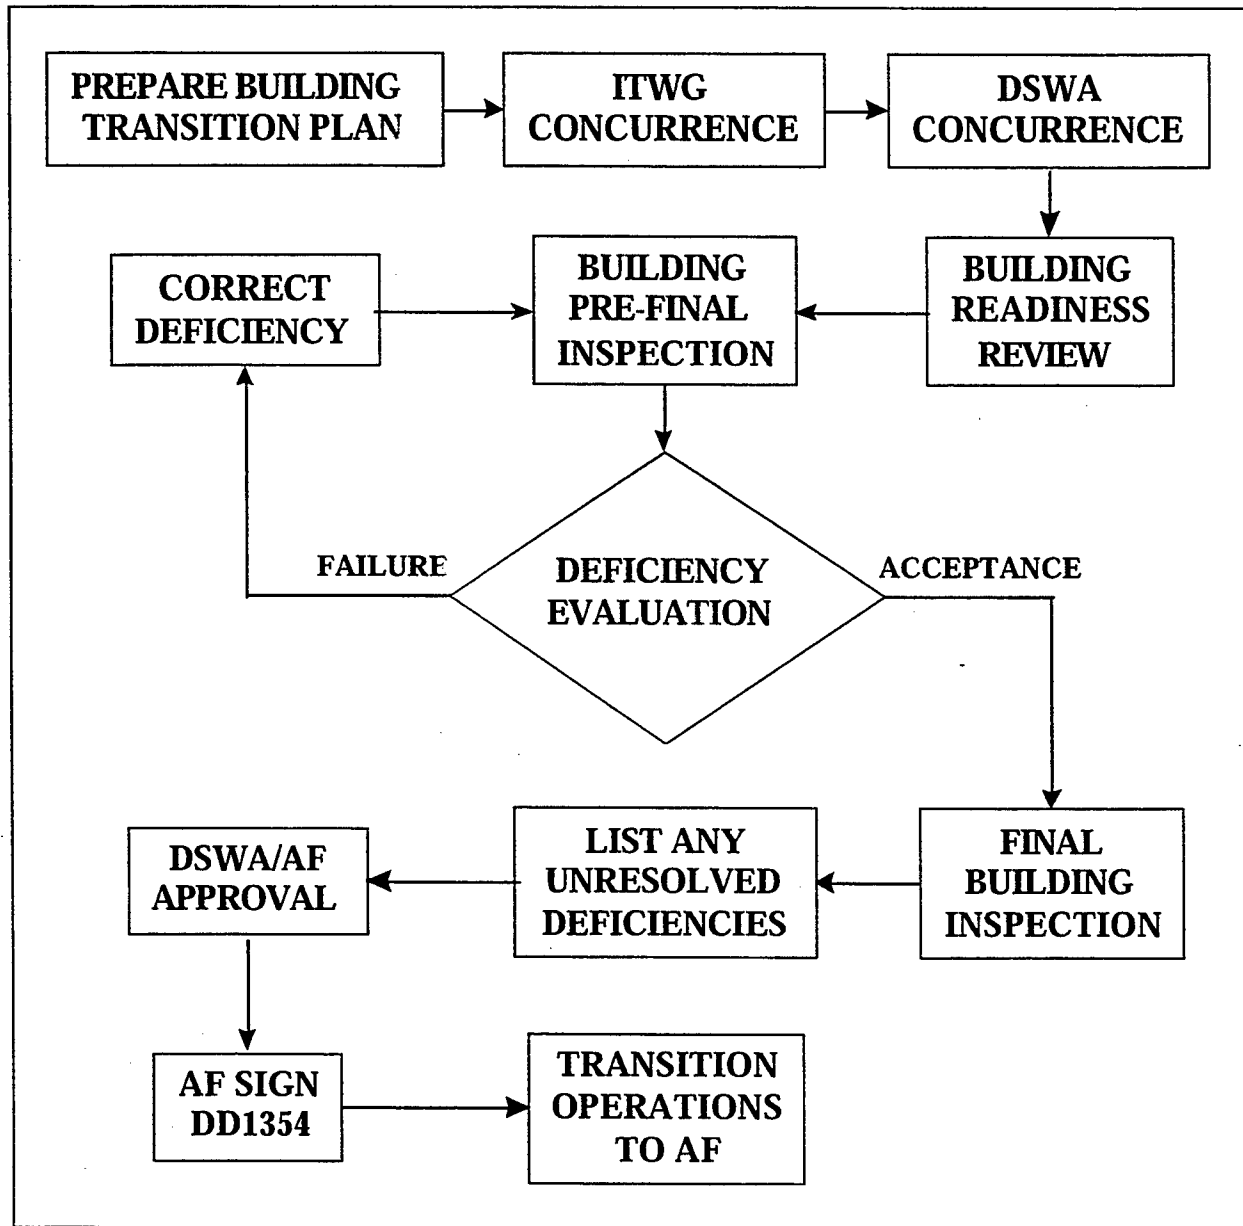 PREPARE BUILDING
TRANSITION PLAN
ITWG
CONCURRENCE
DSWA
CONCURRENCE
CORRECT
DEFICIENCY
BUILDING
PRE-FINAL
INSPECTION
BUILDING
READINESS
REVIEW
FAILURE
DEFICIENCY
EVALUATION
ACCEPTANCE
DSWA/AF
APPROVAL
LIST ANY
UNRESOLVED
DEFICIENCIES
FINAL
BUILDING
INSPECTION
AF SIGN
DD1354
TRANSITION
OPERATIONS
TO AF